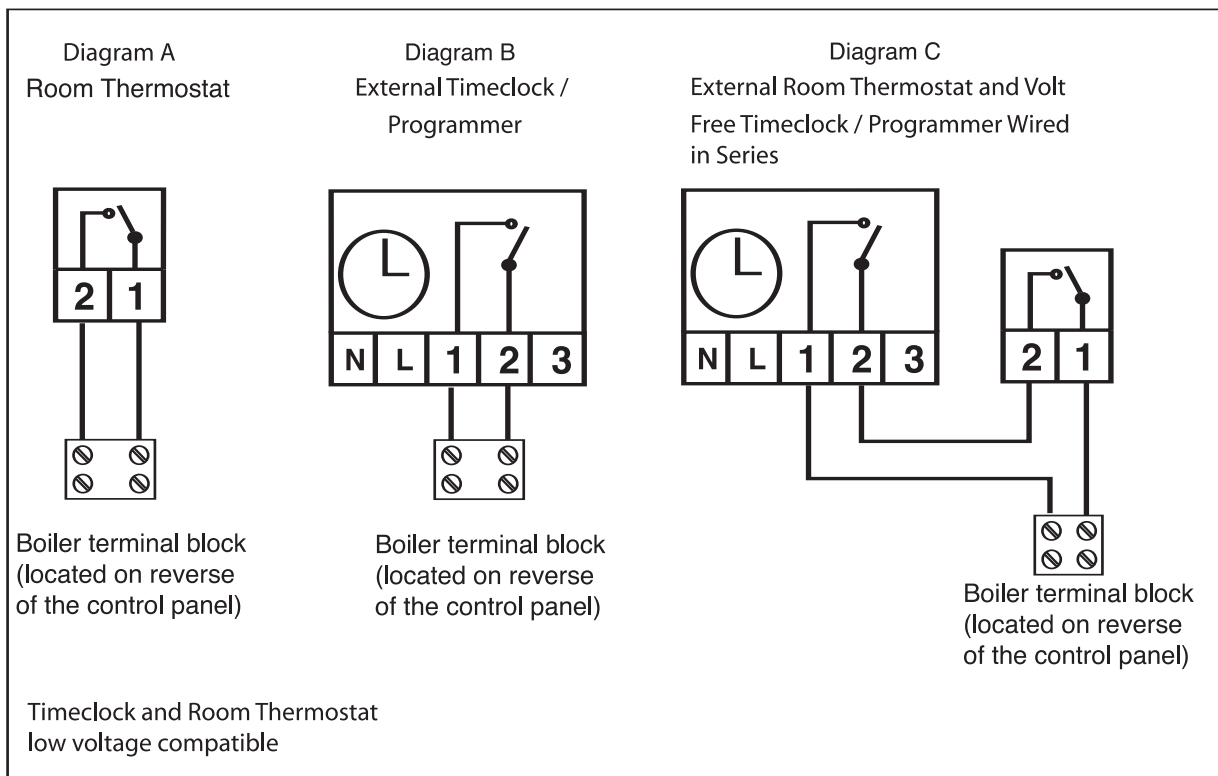 Diagram A
Room Thermostat
2 1
Boiler terminal block
(located on reverse
of the control panel)
Diagram B
External Timeclock /
Programmer
N L 1 2 3
Boiler terminal block
(located on reverse
of the control panel)
Diagram C
External Room Thermostat and Volt
Free Timeclock / Programmer Wired
in Series
N L 1 2 3
2 1
Boiler terminal block
(located on reverse
of the control panel)
Timeclock and Room Thermostat
low voltage compatible